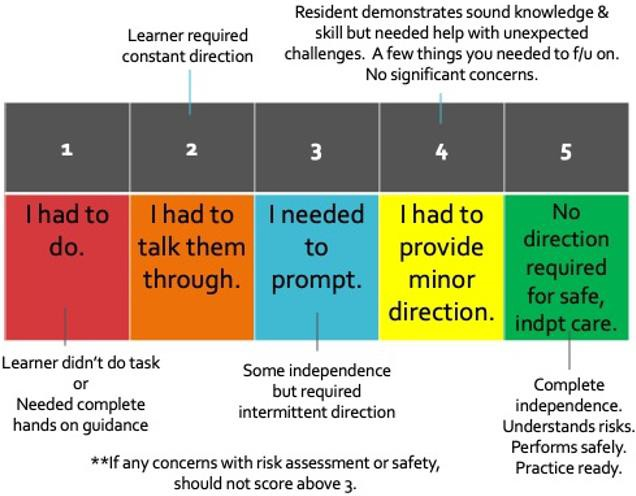 Learner required
constant direction
Resident demonstrates sound knowledge &
skill but needed help with unexpected
challenges. A few things you needed to f/u on.
No significant concerns.
1
2
3
4
5
I had to
do.
I had to
talk them
through.
I needed
to
prompt.
I had to
provide
minor
direction.
No
direction
required
for safe,
indpt care.
Learner didn't do task
or
Needed complete
hands on guidance
Some independence
but required
intermittent direction
Complete
independence.
Understands risks.
Performs safely.
Practice ready.
**If any concerns with risk assessment or safety,
should not score above 3.